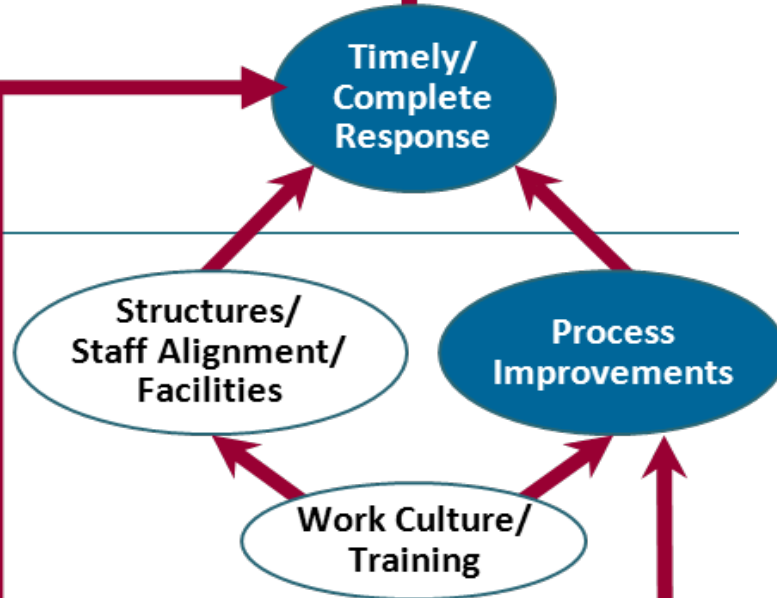 Timely/
Complete
Response
Structures/
Staff Alignment/
Facilities
Process
Improvements
Work Culture/
Training